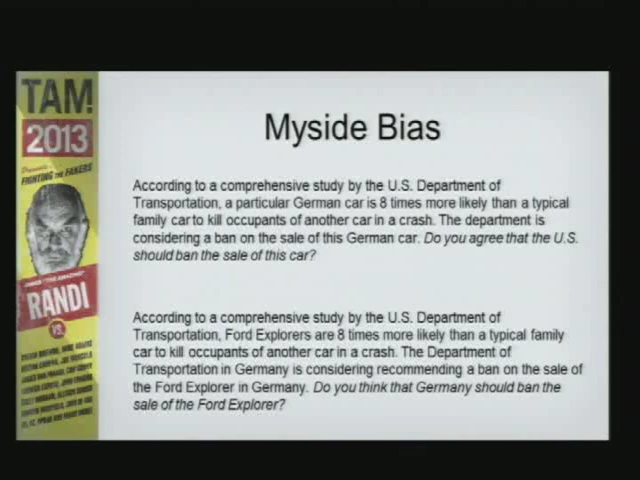 TAM!
2013
Presents...
FIGHTING THE FAKERS
JAMES "THE AMAZING"
RANDI
VS.
Myside Bias
According to a comprehensive study by the U.S. Department of
Transportation, a particular German car is 8 times more likely than a typical
family car to kill occupants of another car in a crash. The department is
considering a ban on the sale of this German car. Do you agree that the U.S.
should ban the sale of this car?
According to a comprehensive study by the U.S. Department of
Transportation, Ford Explorers are 8 times more likely than a typical family
car to kill occupants of another car in a crash. The Department of
Transportation in Germany is considering recommending a ban on the sale of
the Ford Explorer in Germany. Do you think that Germany should ban the
sale of the Ford Explorer?